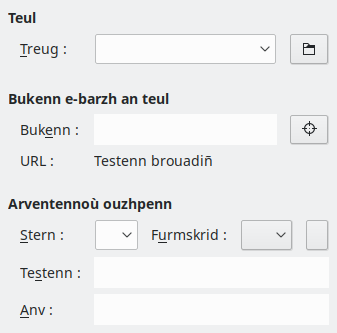 Teul
Treug :
Bukenn e-barzh an teul
Bukenn :
URL : Testenn brouadiñ
Arventennoù ouzhpenn
Stern : Furmskrid :
Testenn :
Anv :